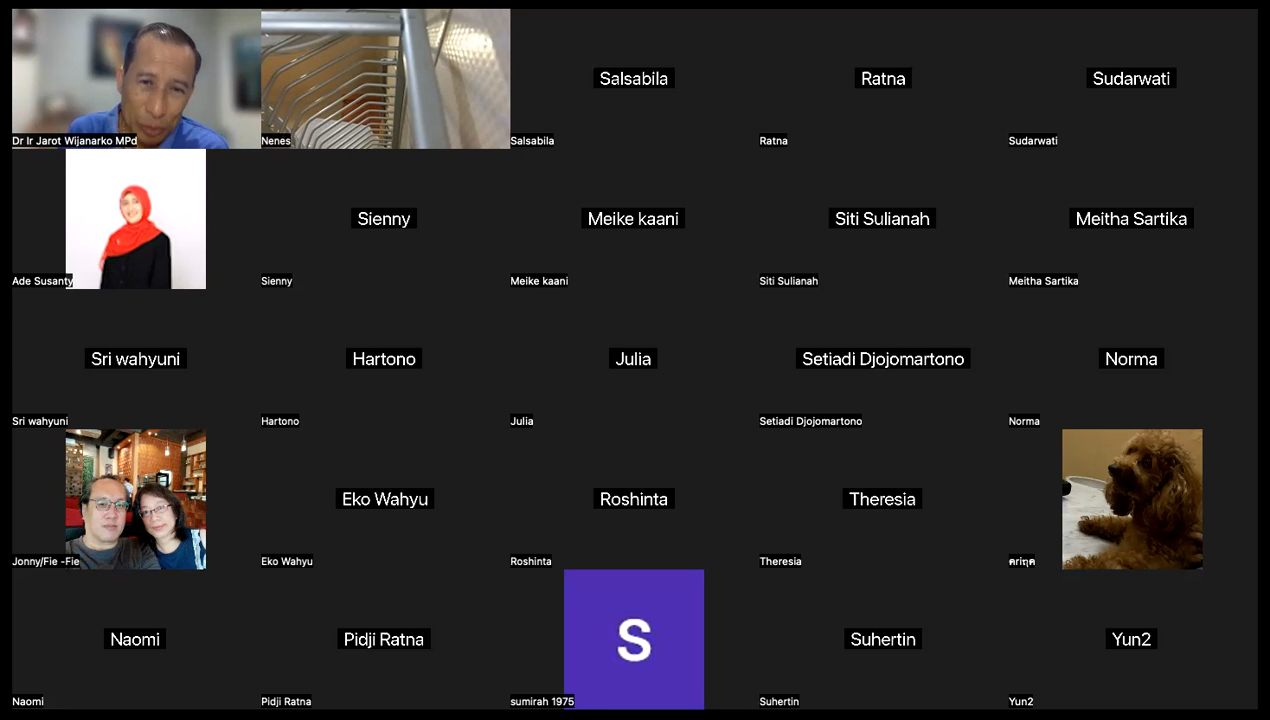 Dr Ir Jarot Wijanarko MPd
Nenes
Salsabila
Salsabila
Ratna
Ratna
Sudarwati
Sudarwati
Ade Susanty
Sienny
Sienny
Meike kaani
Meike kaani
Siti Sulianah
Siti Sulianah
Meitha Sartika
Meitha Sartika
Sri wahyuni
Sri wahyuni
Hartono
Hartono
Julia
Julia
Setiadi Djojomartono
Setiadi Djojomartono
Norma
Norma
Jonny/Fie -Fie
Eko Wahyu
Eko Wahyu
Roshinta
Roshinta
Theresia
Theresia
Naomi
Naomi
Pidji Ratna
Pidji Ratna
S
sumirah 1975
Suhertin
Suhertin
Yun2
Yun2